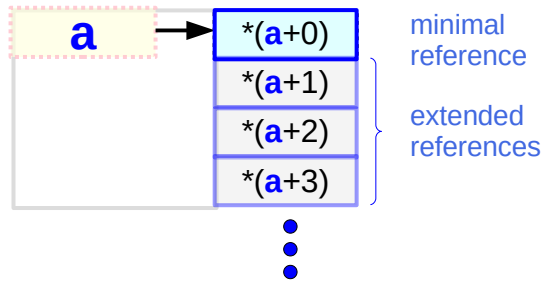 a
*(a+0)
*(a+1)
*(a+2)
*(a+3)
minimal
reference
extended
references